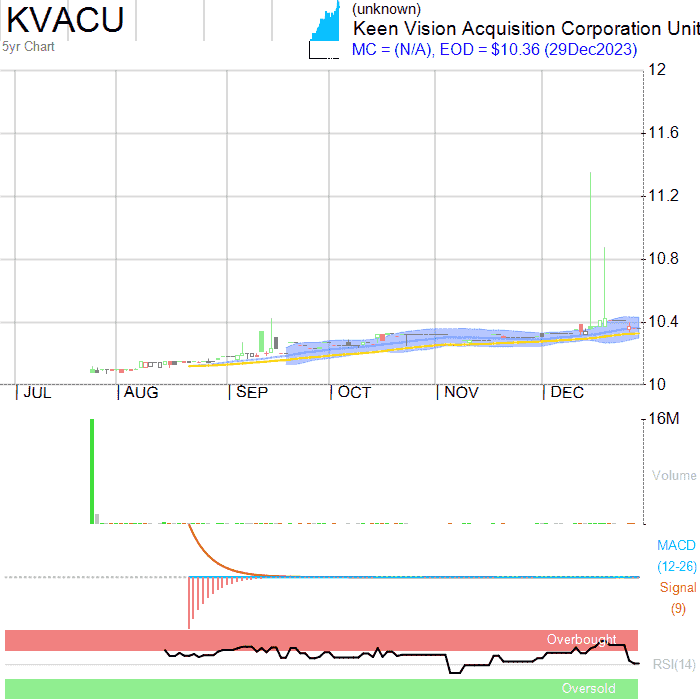 KVACU
(unknown)
Keen Vision Acquisition Corporation Unit
5yr Chart
MC = (N/A), EOD = $10.36 (29Dec2023)
12
11.6
11.2
10.8
10.4
10
JUL AUG SEP OCT NOV DEC
16M
Volume
MACD
(12-26)
Signal
(9)
Overbought
RSI(14)
Oversold